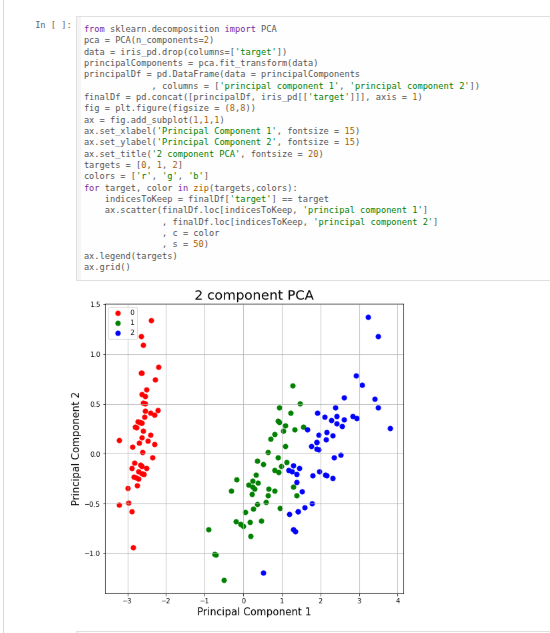 In [ ]:
from sklearn.decomposition import PCA
pca = PCA(n_components=2)
data = iris_pd.drop(columns=['target'])
principalComponents = pca.fit_transform(data)
principalDf = pd.DataFrame(data = principalComponents
             , columns = ['principal component 1', 'principal component 2'])
finalDf = pd.concat([principalDf, iris_pd[['target']]], axis = 1)
fig = plt.figure(figsize = (8,8))
ax = fig.add_subplot(1,1,1)
ax.set_xlabel('Principal Component 1', fontsize = 15)
ax.set_ylabel('Principal Component 2', fontsize = 15)
ax.set_title('2 component PCA', fontsize = 20)
targets = [0, 1, 2]
colors = ['r', 'g', 'b']
for target, color in zip(targets,colors):
    indicesToKeep = finalDf['target'] == target
    ax.scatter(finalDf.loc[indicesToKeep, 'principal component 1']
               , finalDf.loc[indicesToKeep, 'principal component 2']
               , c = color
               , s = 50)
ax.legend(targets)
ax.grid()
2 component PCA
0
1
2
1.5
1.0
0.5
0.0
−0.5
−1.0
Principal Component 2
−3 −2 −1 0 1 2 3 4
Principal Component 1